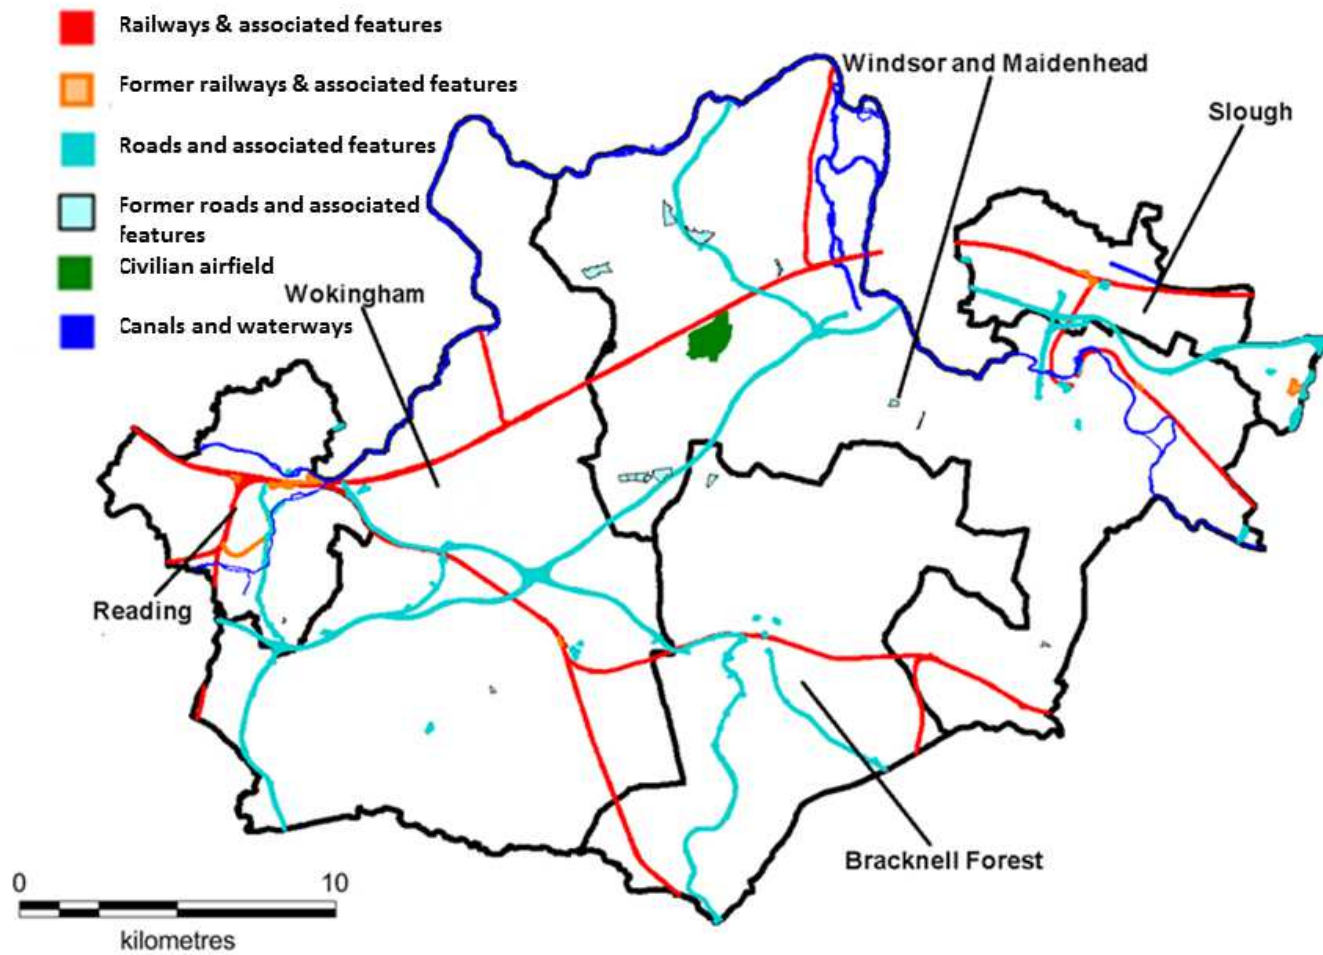 Railways & associated features
Former railways & associated features
Roads and associated features
Former roads and associated
features
Civilian airfield
Canals and waterways
Windsor and Maidenhead
Slough
Wokingham
Reading
Bracknell Forest
0 10
kilometres